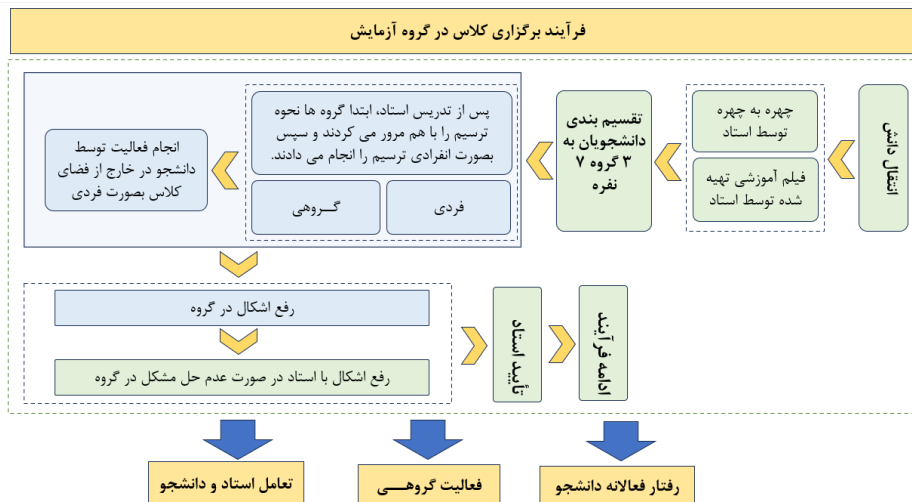 فرآیند برگزاری کلاس در گروه آزمایش
انتقال دانش
چهره به چهره
توسط استاد
فیلم آموزشی تهیه
شده توسط استاد
تقسیم بندی
دانشجویان به
۳ گروه ۷
نفره
پس از تدریس استاد، ابتدا گروه ها نحوه
ترسیم را با هم مرور می کردند و سپس
بصورت انفرادی ترسیم را انجام می دادند.
فردی
گــروهی
انجام فعالیت توسط
دانشجو در خارج از فضای
کلاس بصورت فردی
رفع اشکال در گروه
رفع اشکال با استاد در صورت عدم حل مشکل در گروه
تأیید استاد
ادامه فرآیند
رفتار فعالانه دانشجو
فعالیت گروهـــی
تعامل استاد و دانشجو